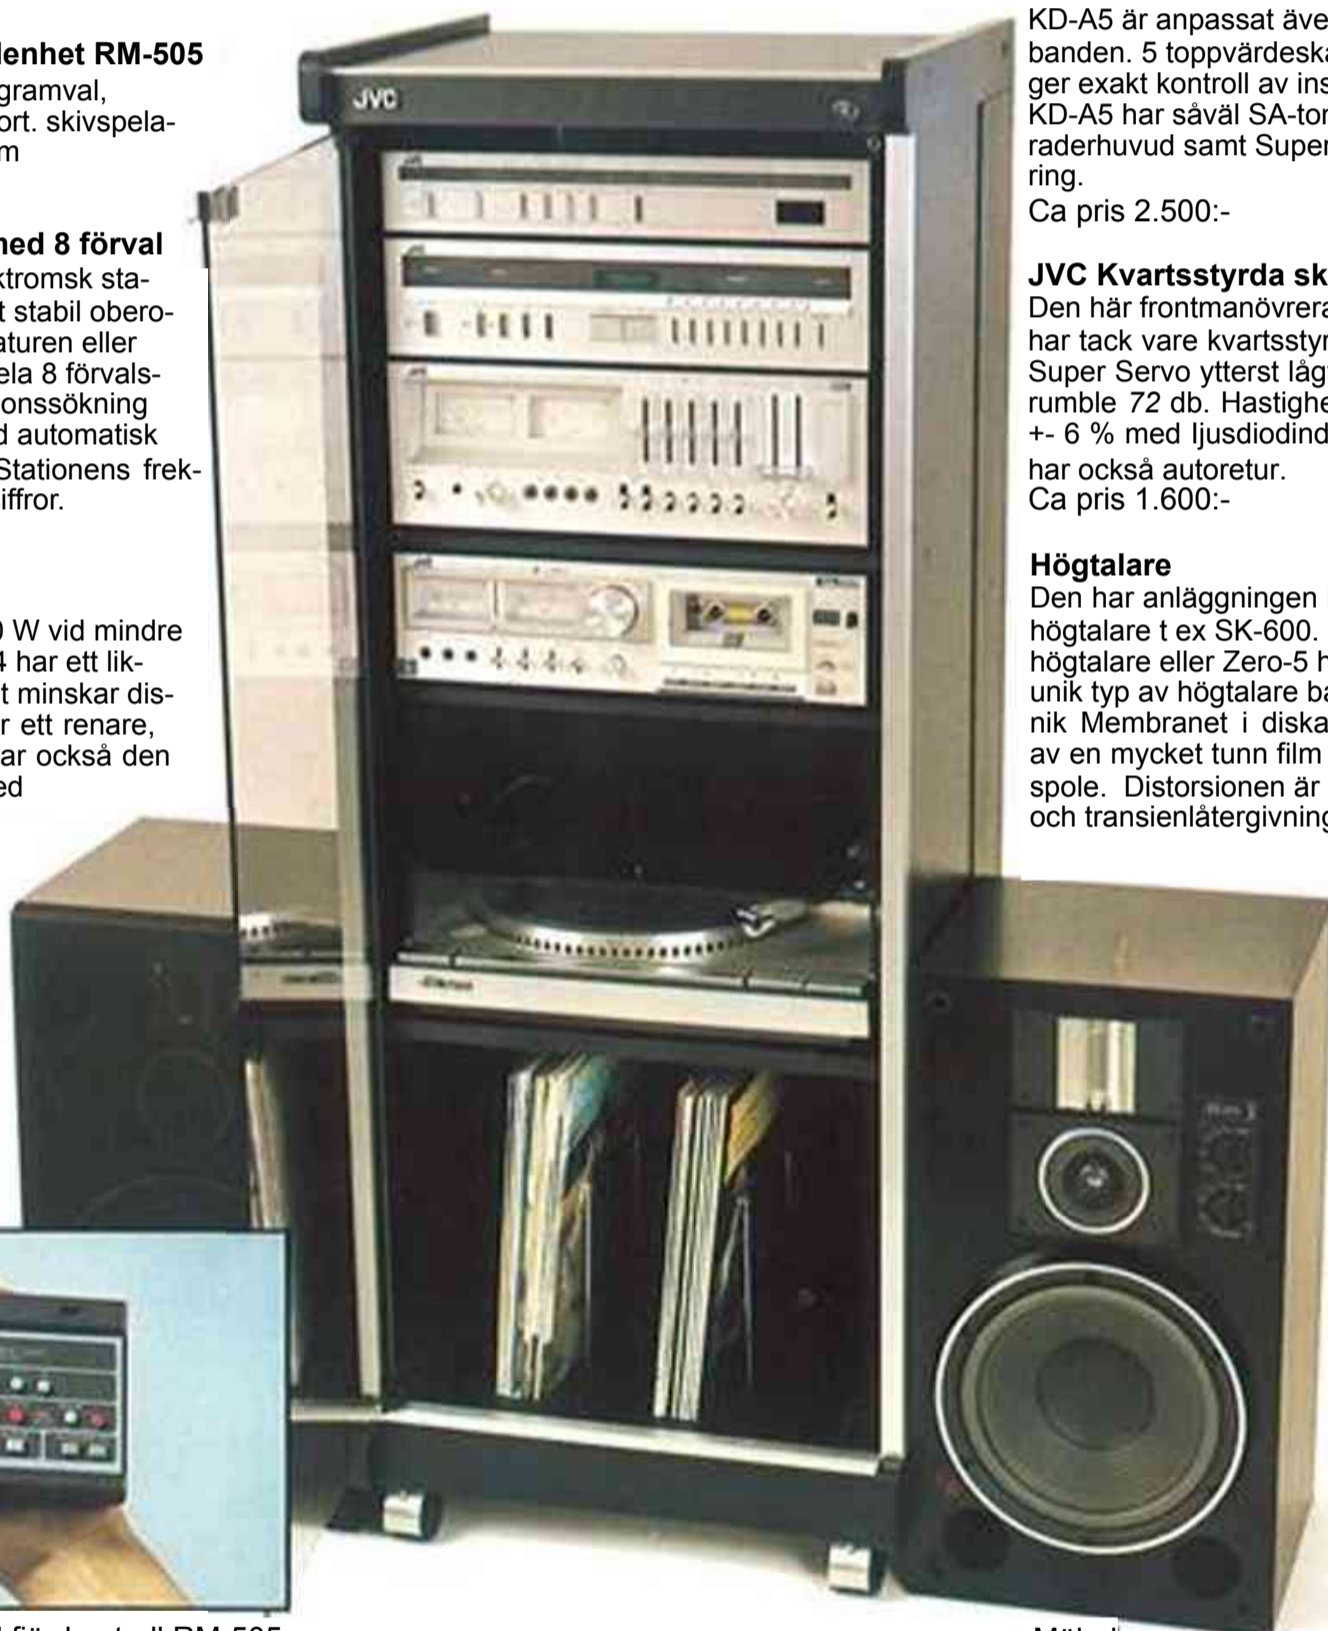 lenhet RM-505
gramval,
ort. skivspela-
m
ned 8 förval
ktromsk sta-
t stabil obero-
aturen eller
ela 8 förvals-
onssökning
d automatisk
Stationens frek-
iffror.
0 W vid mindre
4 har ett lik-
t minskar dis-
r ett renare,
ar också den
ed
JVC
KD-A5 är anpassat äve
banden. 5 toppvärdeska
ger exakt kontroll av ins
KD-A5 har såväl SA-tor
raderhuvud samt Super
ring.
Ca pris 2.500:-
JVC Kvartsstyrda sk
Den här frontmanövrera
har tack vare kvartsstyr
Super Servo ytterst lågt
rumble 72 db. Hastighe
+- 6 % med ljusdiodind
har också autoretur.
Ca pris 1.600:-
Högtalare
Den har anläggningen
högtalare t ex SK-600.
högtalare eller Zero-5 h
unik typ av högtalare ba
nik Membranet i diska
av en mycket tunn film
spole. Distorsionen är
och transienlåtergivning